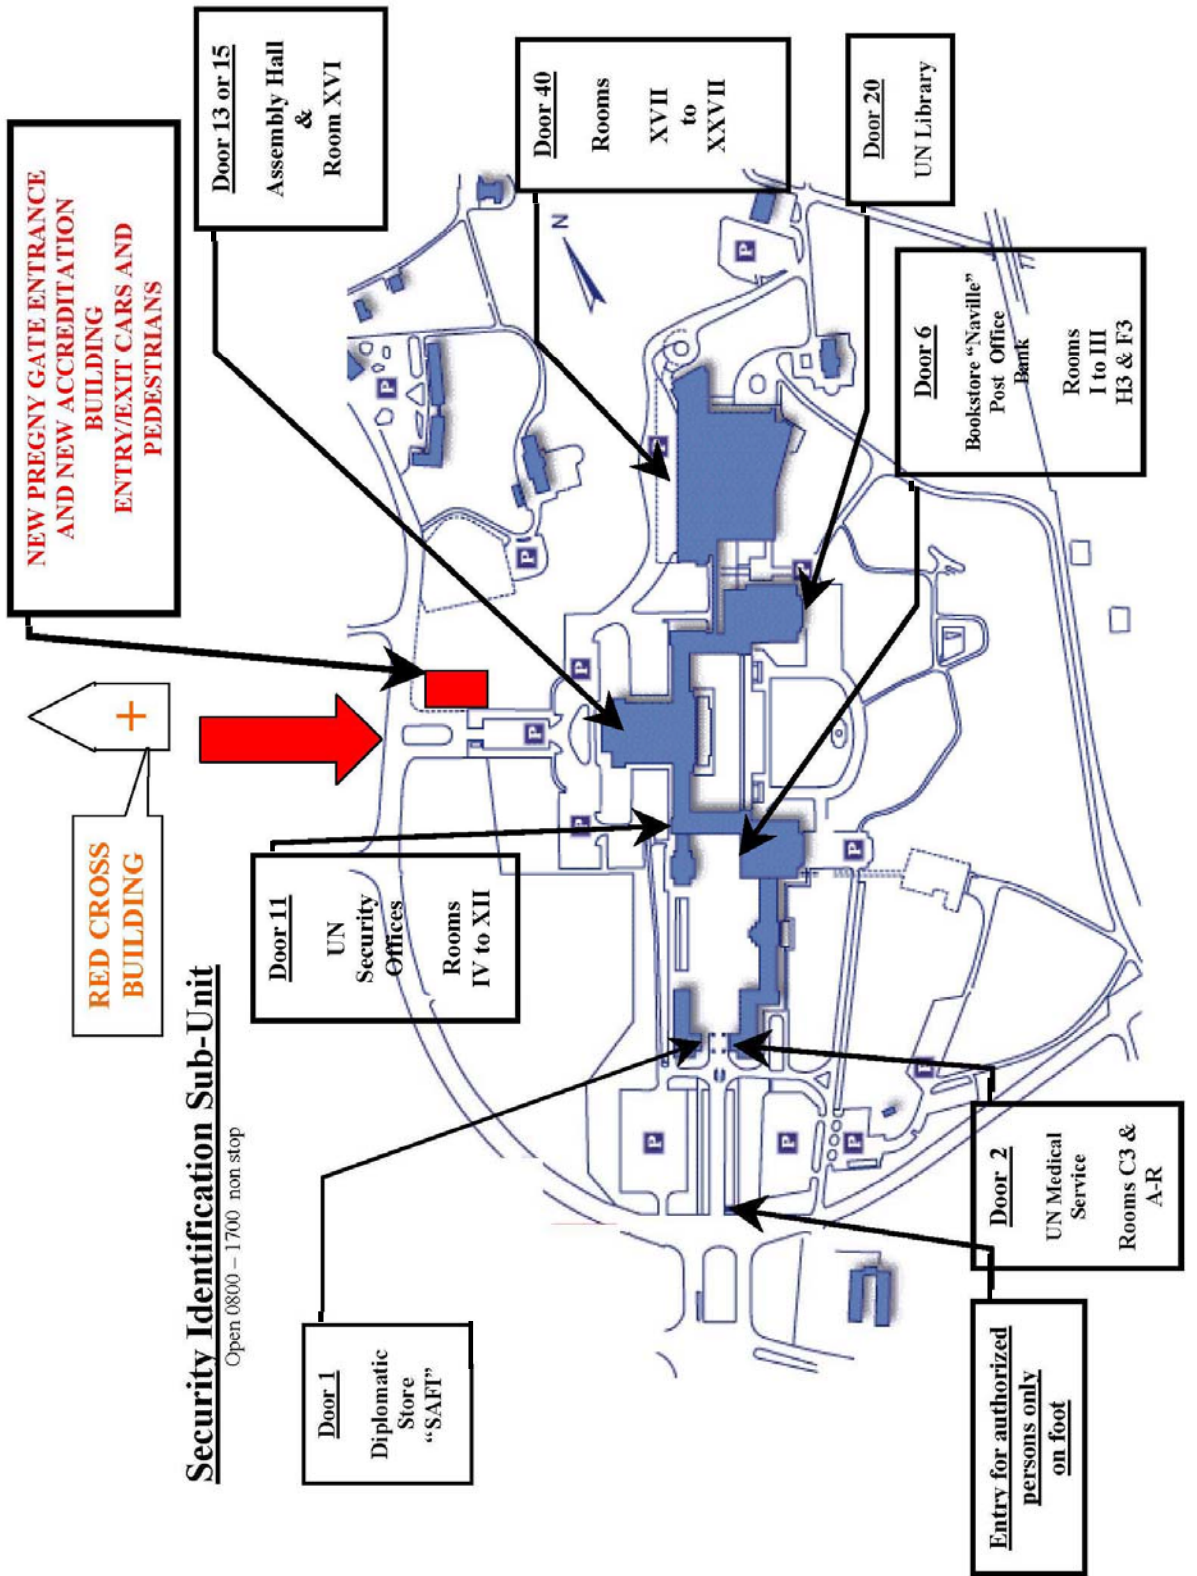 Security Identification Sub-Unit
Open 0800 – 1700  non stop
RED CROSS
BUILDING
NEW PREGNY GATE ENTRANCE
AND NEW ACCREDITATION
BUILDING
ENTRY/EXIT CARS AND
PEDESTRIANS
Door 1
Diplomatic
Store
“SAFI”
Door 11
UN
Security
Offices
Rooms
IV to XII
Door 13 or 15
Assembly Hall
&
Room XVI
Door 40
Rooms
XVII
to
XXVII
Door 20
UN Library
Door 6
Bookstore “Naville”
Post Office
Bank
Rooms
I to III
H3 & F3
Door 2
UN Medical
Service
Rooms C3 &
A-R
Entry for authorized
persons only
on foot
N
P
P
P
P
P
P
P
P
P
P
P
P
P